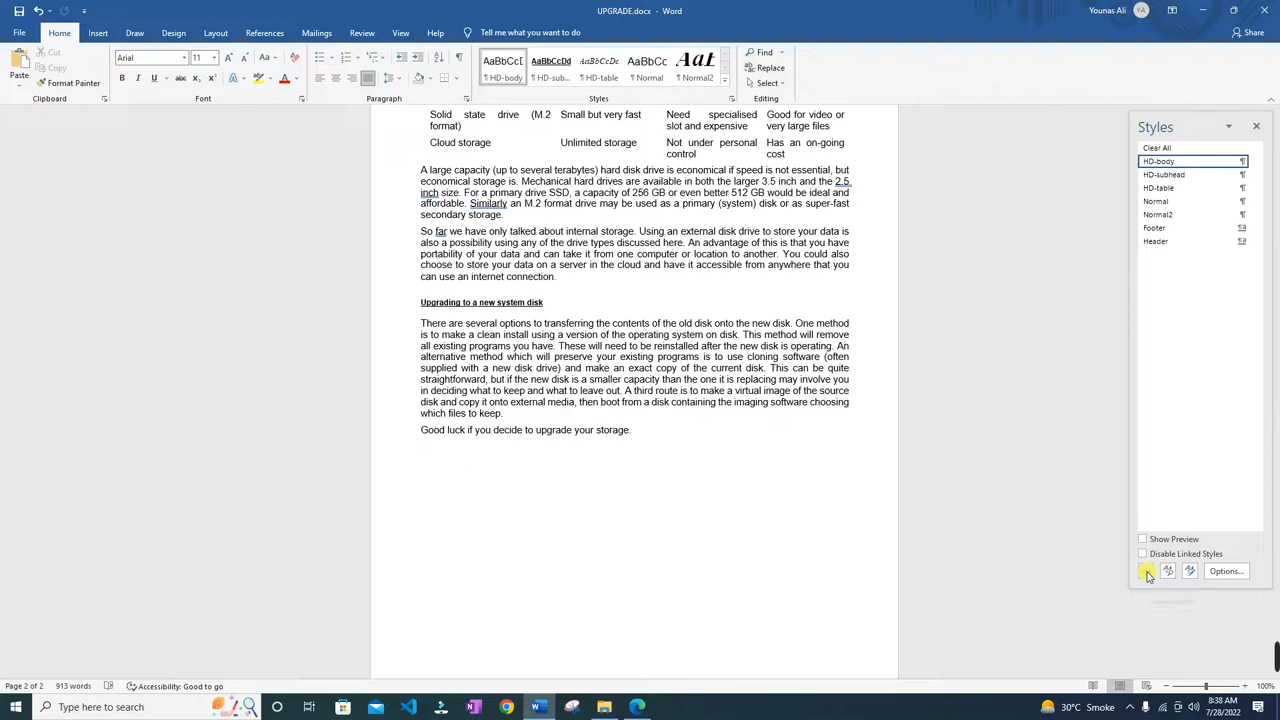 UPGRADE.docx - Word
Younas Ali
YA
File Home Insert Draw Design Layout References Mailings Review View Help Tell me what you want to do
Share
Paste
Cut
Copy
Format Painter
Clipboard
Arial 11
Font
Paragraph
AaBbCcD AaBbCcDd AaBbCcDc AaBbCc
¶ HD-body ¶ HD-sub... ¶ HD-table ¶ Normal ¶ Normal2
Styles
Find
Replace
Select
Editing
Solid state drive (M.2 format) Small but very fast Need specialised slot and expensive Good for video or very large files
Cloud storage Unlimited storage Not under personal control Has an on-going cost
A large capacity (up to several terabytes) hard disk drive is economical if speed is not essential, but
economical storage is. Mechanical hard drives are available in both the larger 3.5 inch and the 2.5
inch size. For a primary drive SSD, a capacity of 256 GB or even better 512 GB would be ideal and
affordable. Similarly an M.2 format drive may be used as a primary (system) disk or as super-fast
secondary storage.
So far we have only talked about internal storage. Using an external disk drive to store your data is
also a possibility using any of the drive types discussed here. An advantage of this is that you have
portability of your data and can take it from one computer or location to another. You could also
choose to store your data on a server in the cloud and have it accessible from anywhere that you
can use an internet connection.
Upgrading to a new system disk
There are several options to transferring the contents of the old disk onto the new disk. One method
is to make a clean install using a version of the operating system on disk. This method will remove
all existing programs you have. These will need to be reinstalled after the new disk is operating. An
alternative method which will preserve your existing programs is to use cloning software (often
supplied with a new disk drive) and make an exact copy of the current disk. This can be quite
straightforward, but if the new disk is a smaller capacity than the one it is replacing may involve you
in deciding what to keep and what to leave out. A third route is to make a virtual image of the source
disk and copy it onto external media, then boot from a disk containing the imaging software choosing
which files to keep.
Good luck if you decide to upgrade your storage.
Styles
Clear All
HD-body ¶
HD-subhead ¶
HD-table ¶
Normal ¶
Normal2 ¶
Footer ¶a
Header ¶a
Show Preview
Disable Linked Styles
Options...
Page 2 of 2 913 words Accessibility: Good to go
100%
Type here to search
30°C Smoke
8:38 AM
7/28/2022